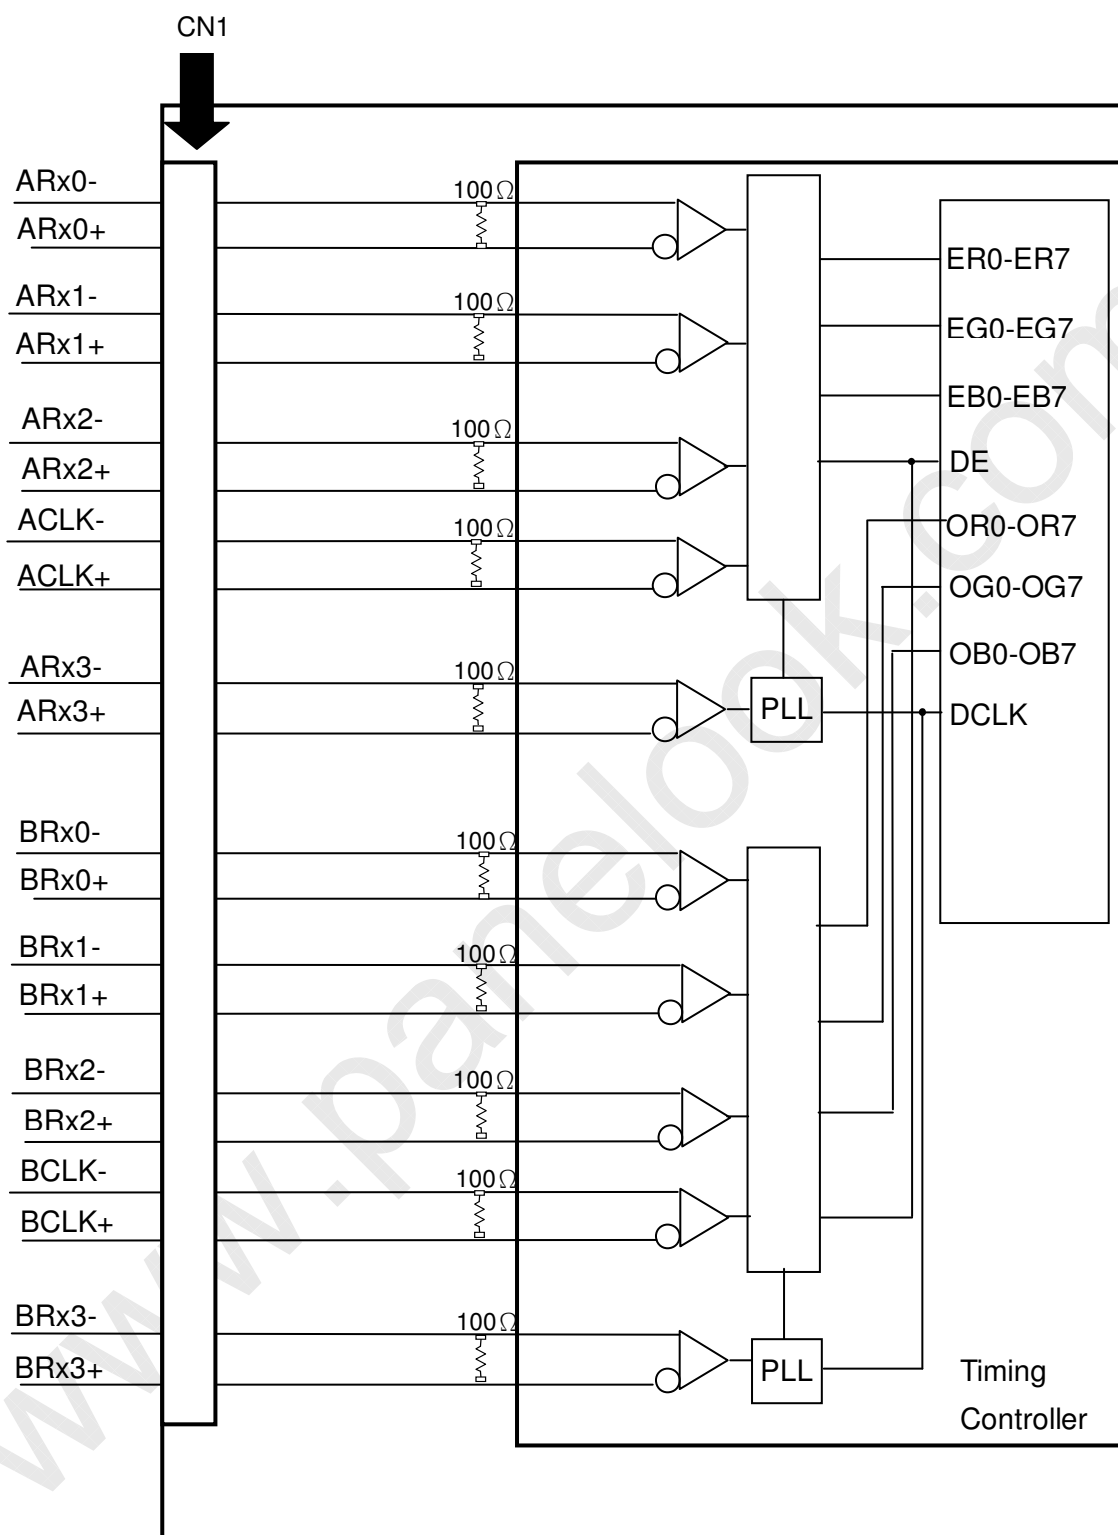 CN1
ARx0-
100Ω
ARx0+
ER0-ER7
ARx1-
100Ω
ARx1+
EG0-EG7
EB0-EB7
ARx2-
100Ω
ARx2+
DE
ACLK-
100Ω
OR0-OR7
ACLK+
OG0-OG7
OB0-OB7
ARx3-
100Ω
ARx3+
PLL
DCLK
BRx0-
100Ω
BRx0+
BRx1-
100Ω
BRx1+
BRx2-
100Ω
BRx2+
BCLK-
100Ω
BCLK+
BRx3-
100Ω
BRx3+
PLL
Timing
Controller
www.panelook.com